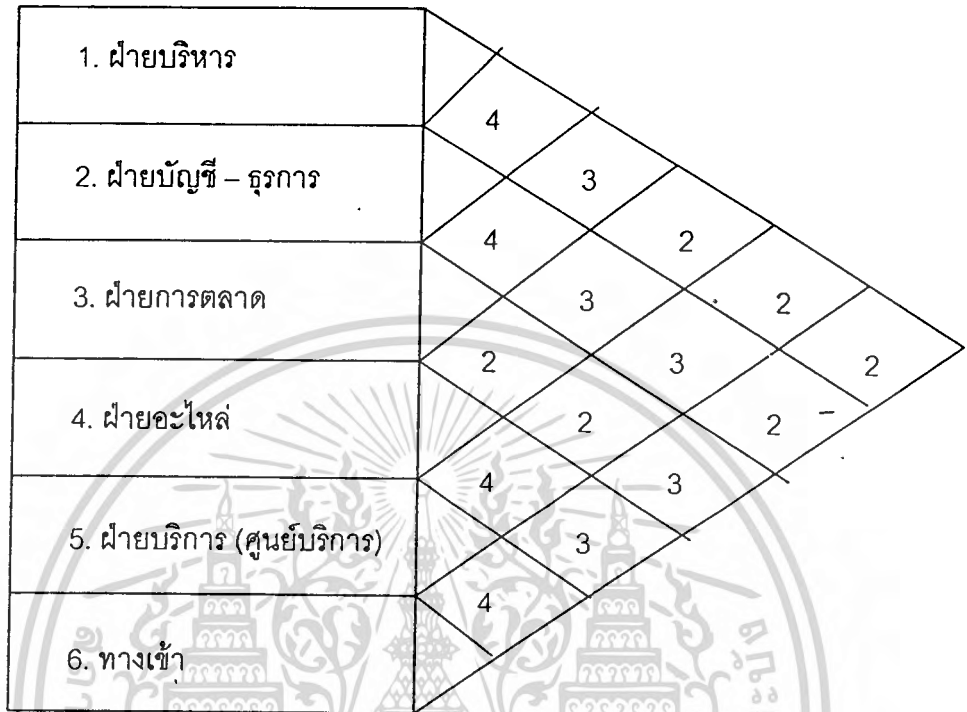 1. ฝ่ายบริหาร
4
2. ฝ่ายบัญชี – ธุรการ
3
4
2
3. ฝ่ายการตลาด
3
2
2
3
2
4. ฝ่ายอะไหล่
2
2
4
3
5. ฝ่ายบริการ (ศูนย์บริการ)
3
4
6. ทางเข้า